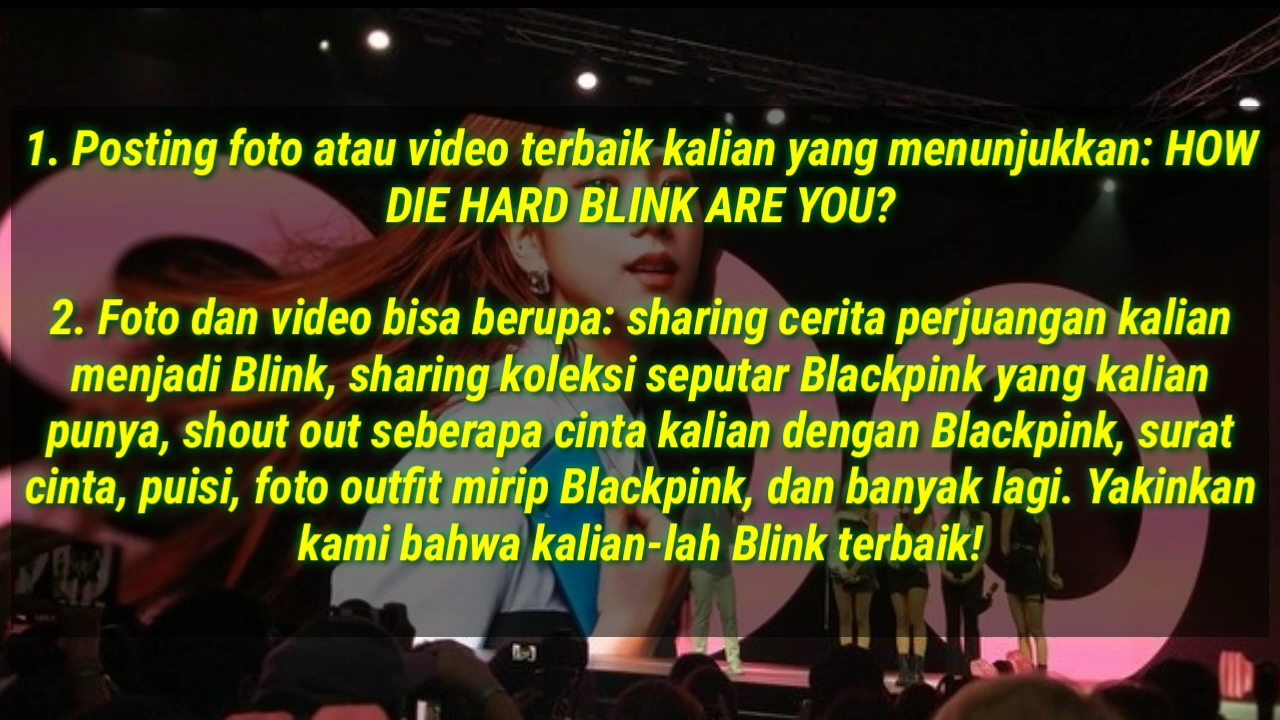 1. Posting foto atau video terbaik kalian yang menunjukkan: HOW
DIE HARD BLINK ARE YOU?
2. Foto dan video bisa berupa: sharing cerita perjuangan kalian
menjadi Blink, sharing koleksi seputar Blackpink yang kalian
punya, shout out seberapa cinta kalian dengan Blackpink, surat
cinta, puisi, foto outfit mirip Blackpink, dan banyak lagi. Yakinkan
kami bahwa kalian-lah Blink terbaik!